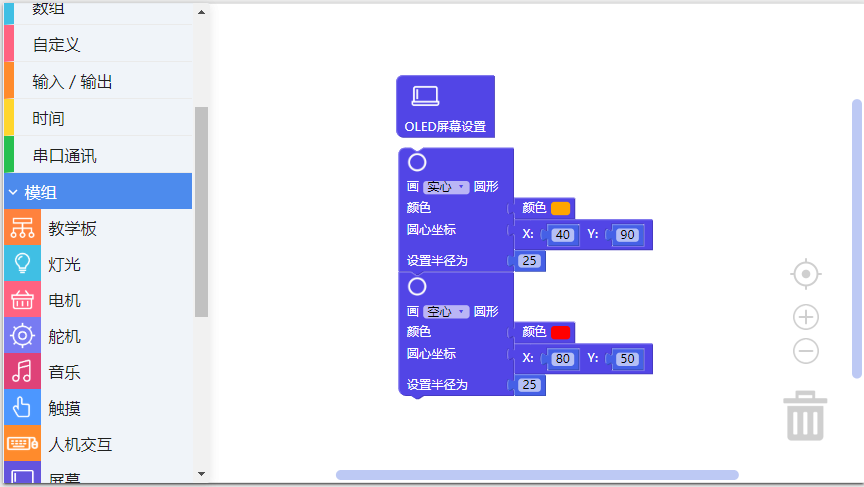 数组
自定义
输入 / 输出
时间
串口通讯
模组
教学板
灯光
电机
舵机
音乐
触摸
人机交互
屏幕
OLED屏幕设置
画 实心 圆形
颜色 颜色
圆心坐标 X: 40 Y: 90
设置半径为 25
画 空心 圆形
颜色 颜色
圆心坐标 X: 80 Y: 50
设置半径为 25